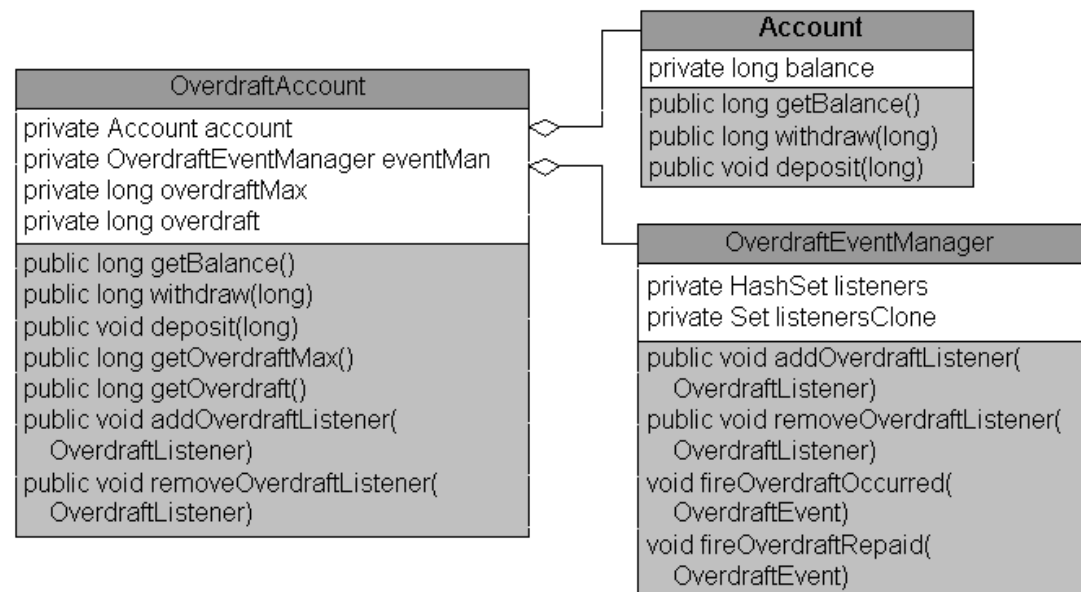 OverdraftAccount
private Account account
private OverdraftEventManager eventMan
private long overdraftMax
private long overdraft
public long getBalance()
public long withdraw(long)
public void deposit(long)
public long getOverdraftMax()
public long getOverdraft()
public void addOverdraftListener(
OverdraftListener)
public void removeOverdraftListener(
OverdraftListener)
Account
private long balance
public long getBalance()
public long withdraw(long)
public void deposit(long)
OverdraftEventManager
private HashSet listeners
private Set listenersClone
public void addOverdraftListener(
OverdraftListener)
public void removeOverdraftListener(
OverdraftListener)
void fireOverdraftOccurred(
OverdraftEvent)
void fireOverdraftRepaid(
OverdraftEvent)